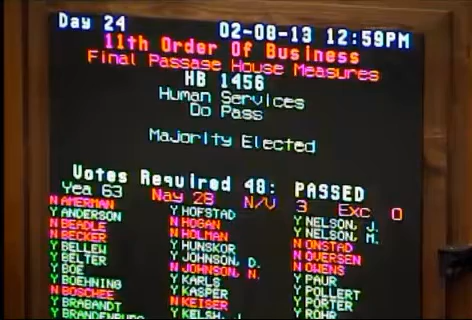 Day 24 02-08-13 12:59PM
11th Order Of Business
Final Passage House Measures
HB 1456
Human Services
Do Pass
Majority Elected
Votes Required 48: PASSED
Yea 63 Nay 28 N/V 3 Exc 0
N AMERMAN Y HOFSTAD Y NELSON, J.
Y ANDERSON N HOGAN Y NELSON, M.
N BEADLE N HOLMAN N ONSTAD
N BECKER Y HUNSKOR N OVERSEN
Y BELLEW Y JOHNSON, D. N OWENS
Y BELTER N JOHNSON, N. Y PAUR
Y BOE Y KARLS Y POLLERT
Y BOEHNING Y KASPER Y PORTER
N BOSCHEE N KEISER Y ROHR
Y BRABANDT Y KELSH, J.
Y BRANDENBURG